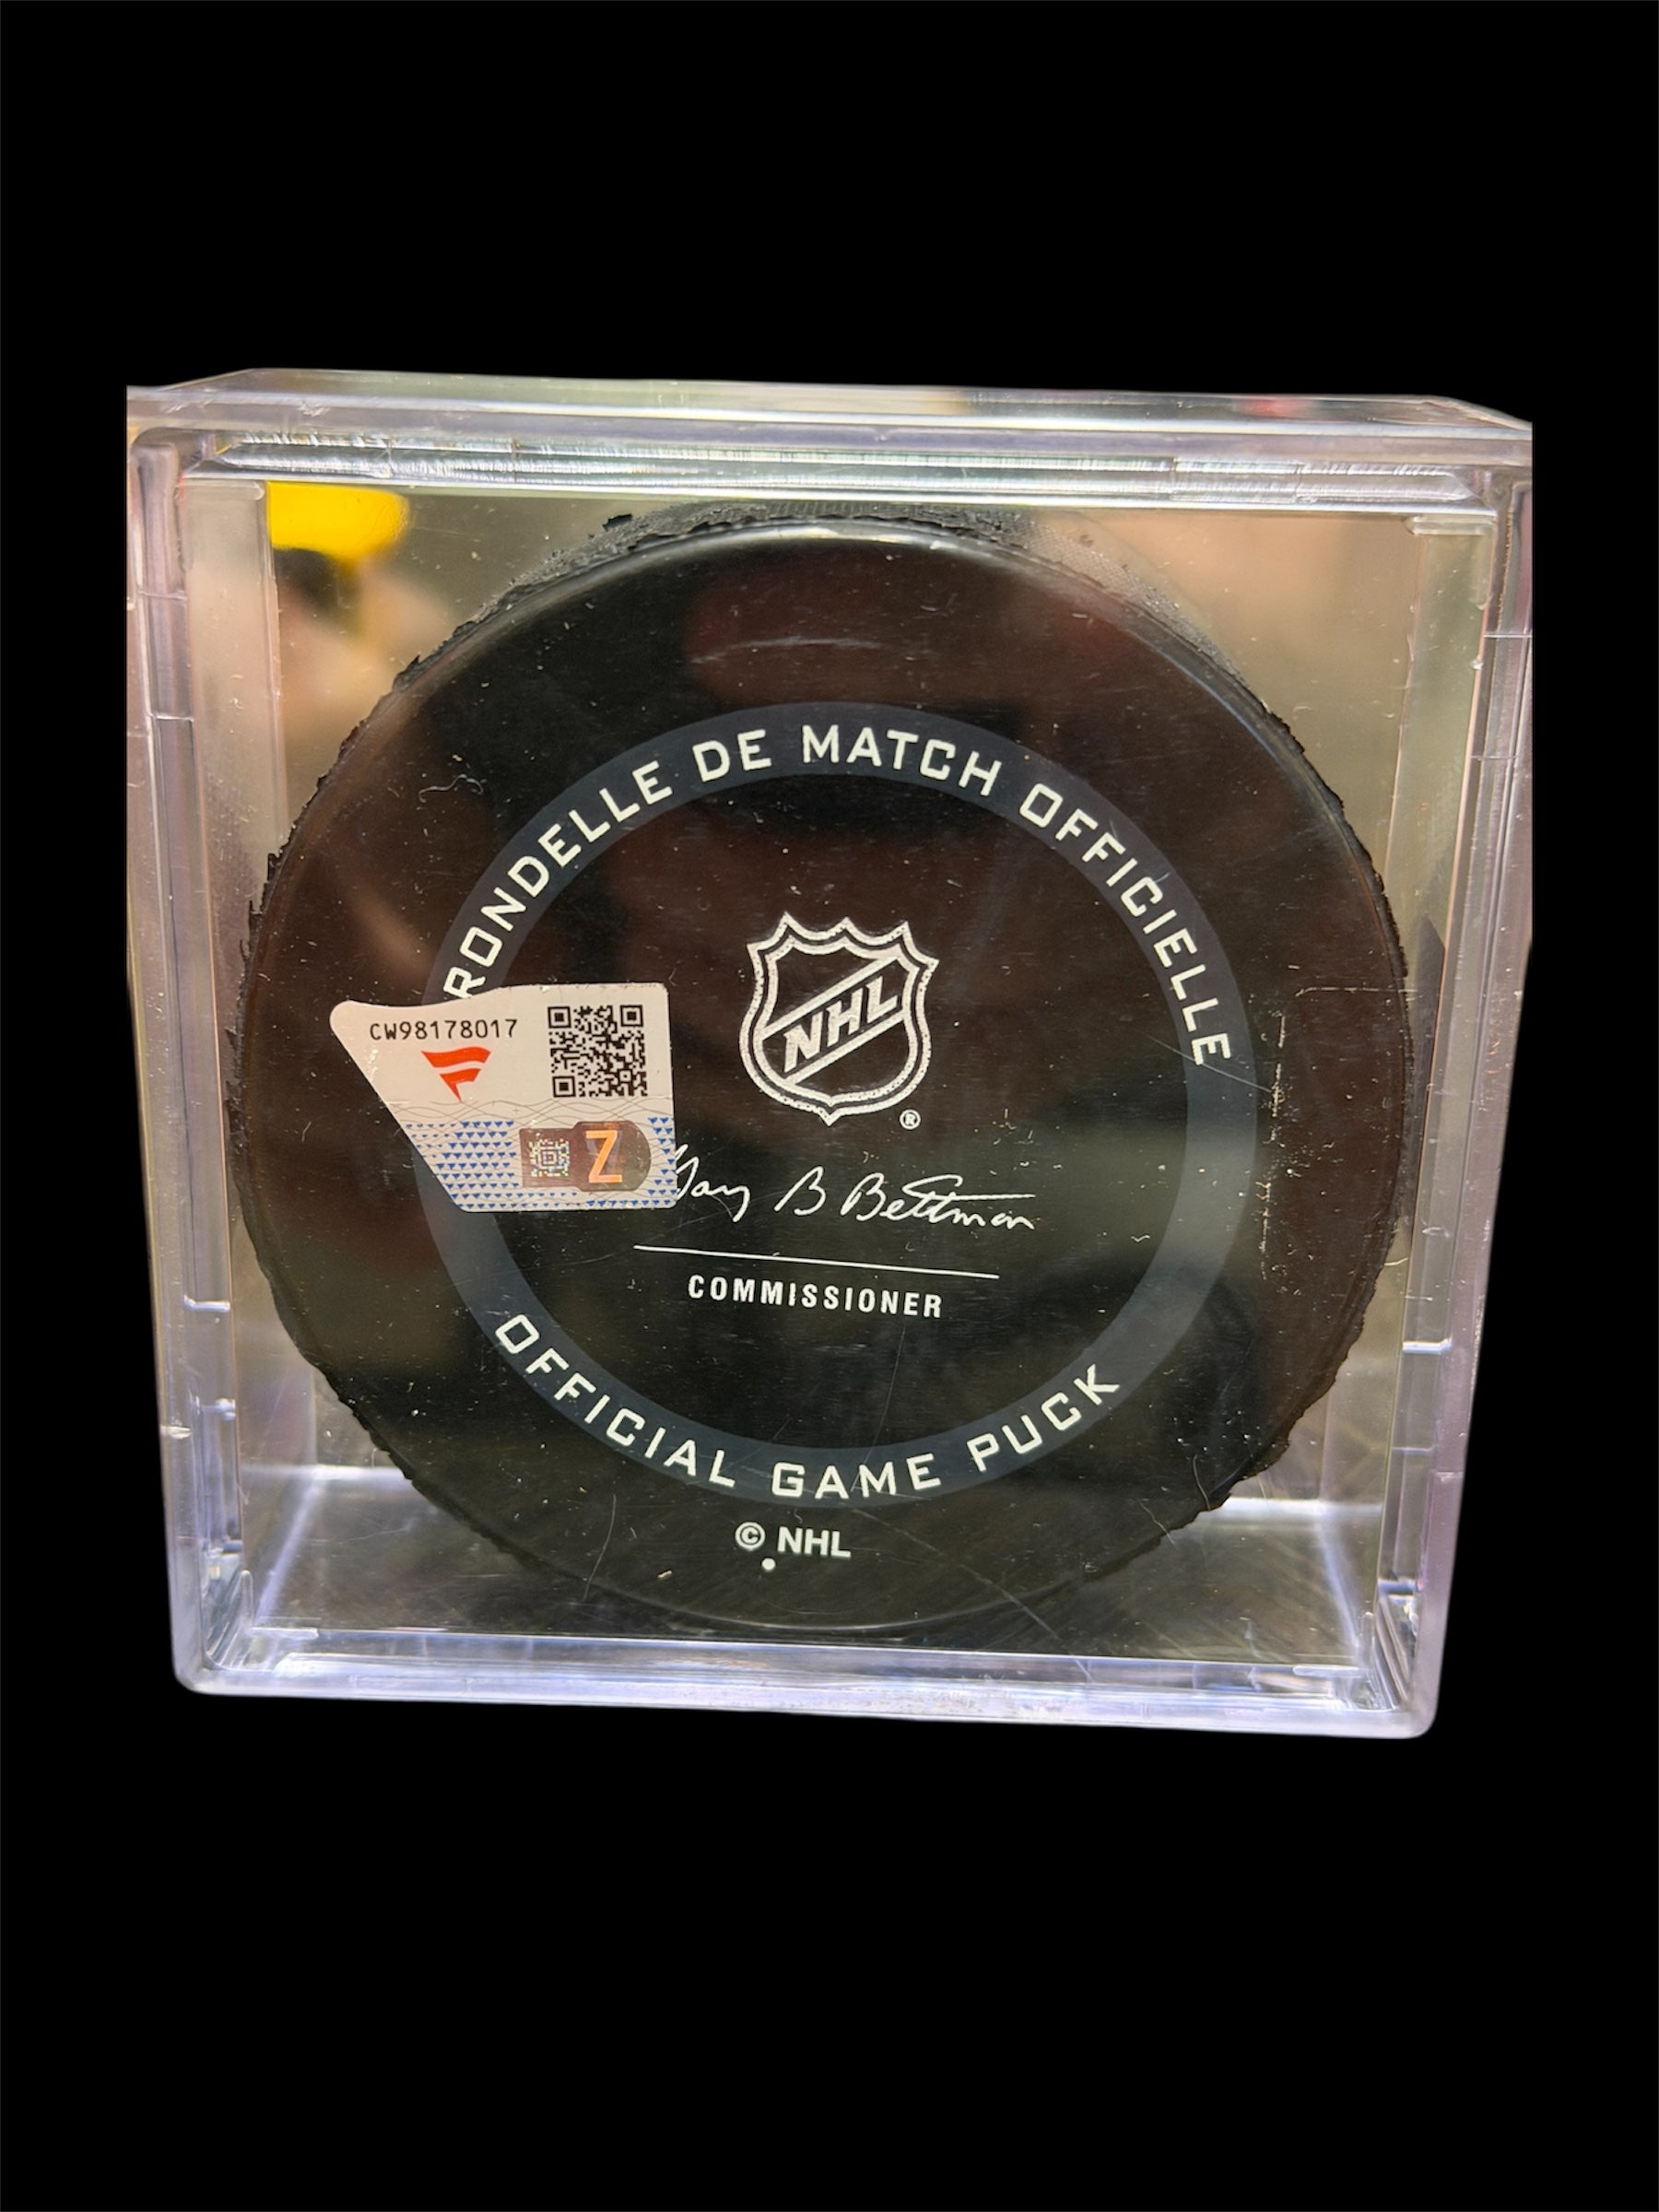 RONDELLE DE MATCH OFFICIELLE
NHL
®
CW98178017
Z
Gary B Bettman
COMMISSIONER
OFFICIAL GAME PUCK
© NHL